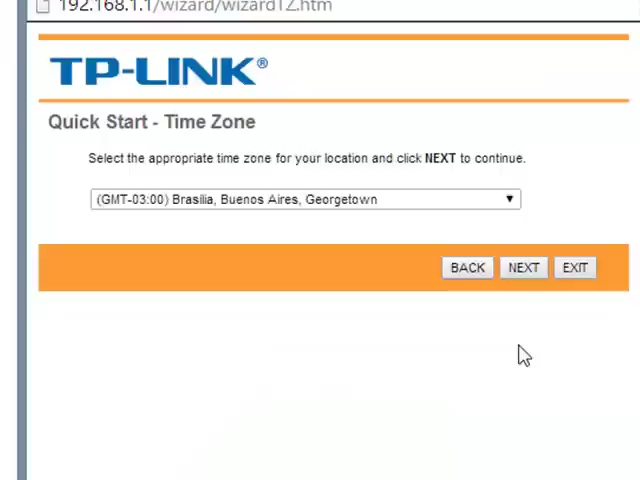 192.168.1.1/wizard/wizardTZ.htm
TP-LINK®
Quick Start - Time Zone
Select the appropriate time zone for your location and click NEXT to continue.
(GMT-03:00) Brasilia, Buenos Aires, Georgetown
BACK NEXT EXIT